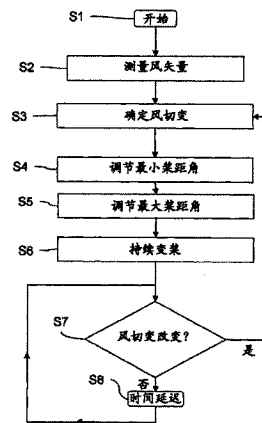 S1 开始
S2 测量风矢量
S3 确定风切变
S4 调节最小桨距角
S5 调节最大桨距角
S6 持续变桨
S7 风切变改变?
是
否
S8 时间延迟